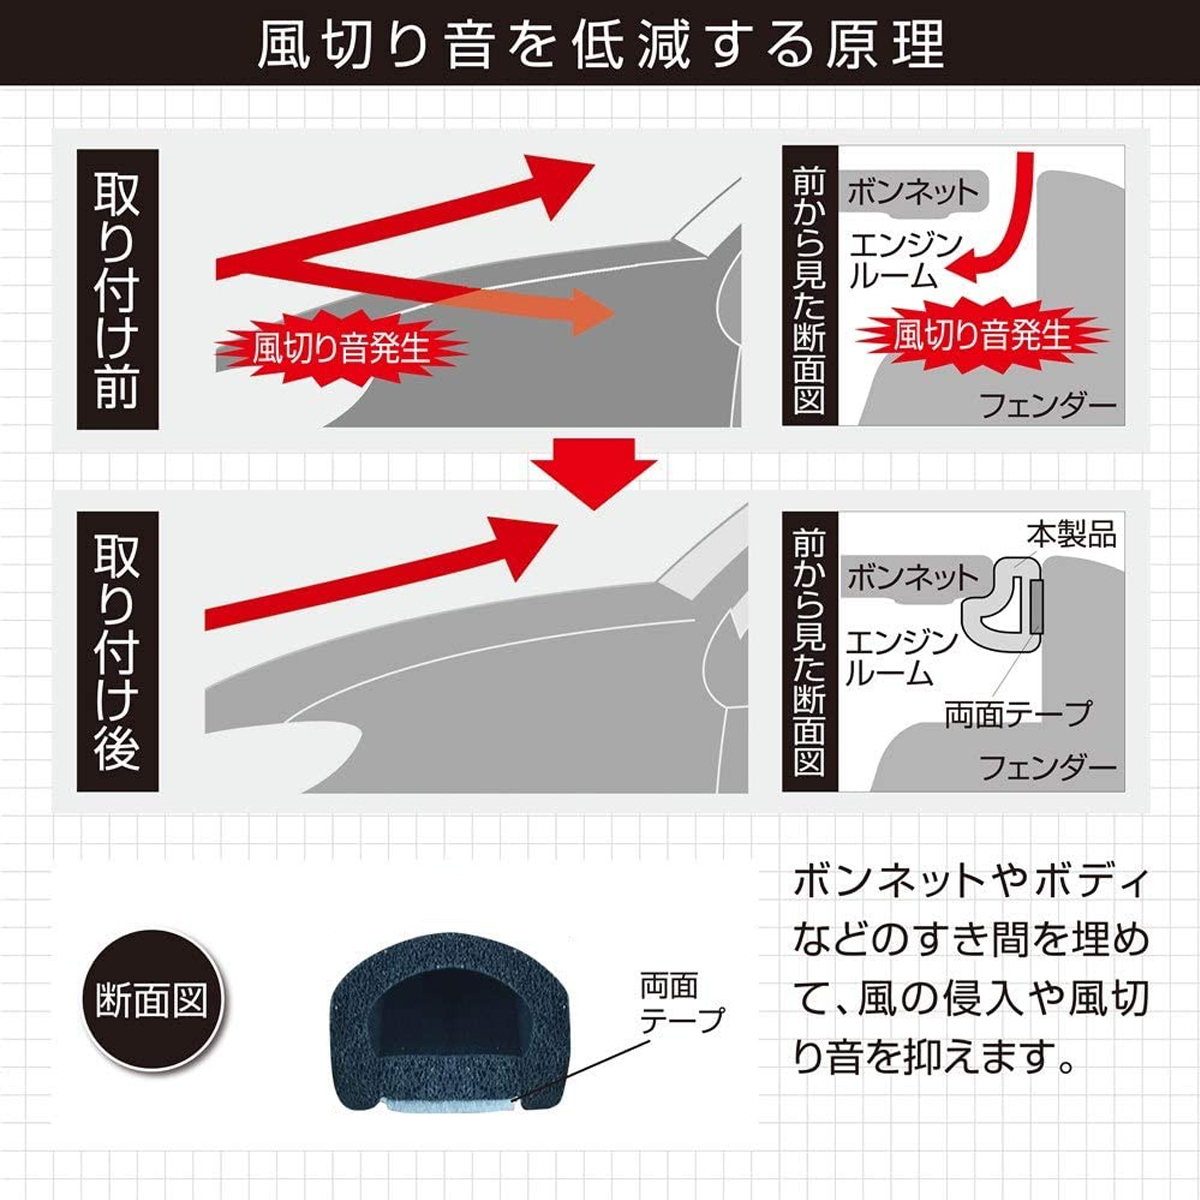 風切り音を低減する原理
取り付け前
風切り音発生
前から見た断面図
ボンネット
エンジン
ルーム
風切り音発生
フェンダー
取り付け後
前から見た断面図
本製品
ボンネット
エンジン
ルーム
両面テープ
フェンダー
断面図
両面
テープ
ボンネットやボディ
などのすき間を埋め
て、風の侵入や風切
り音を抑えます。